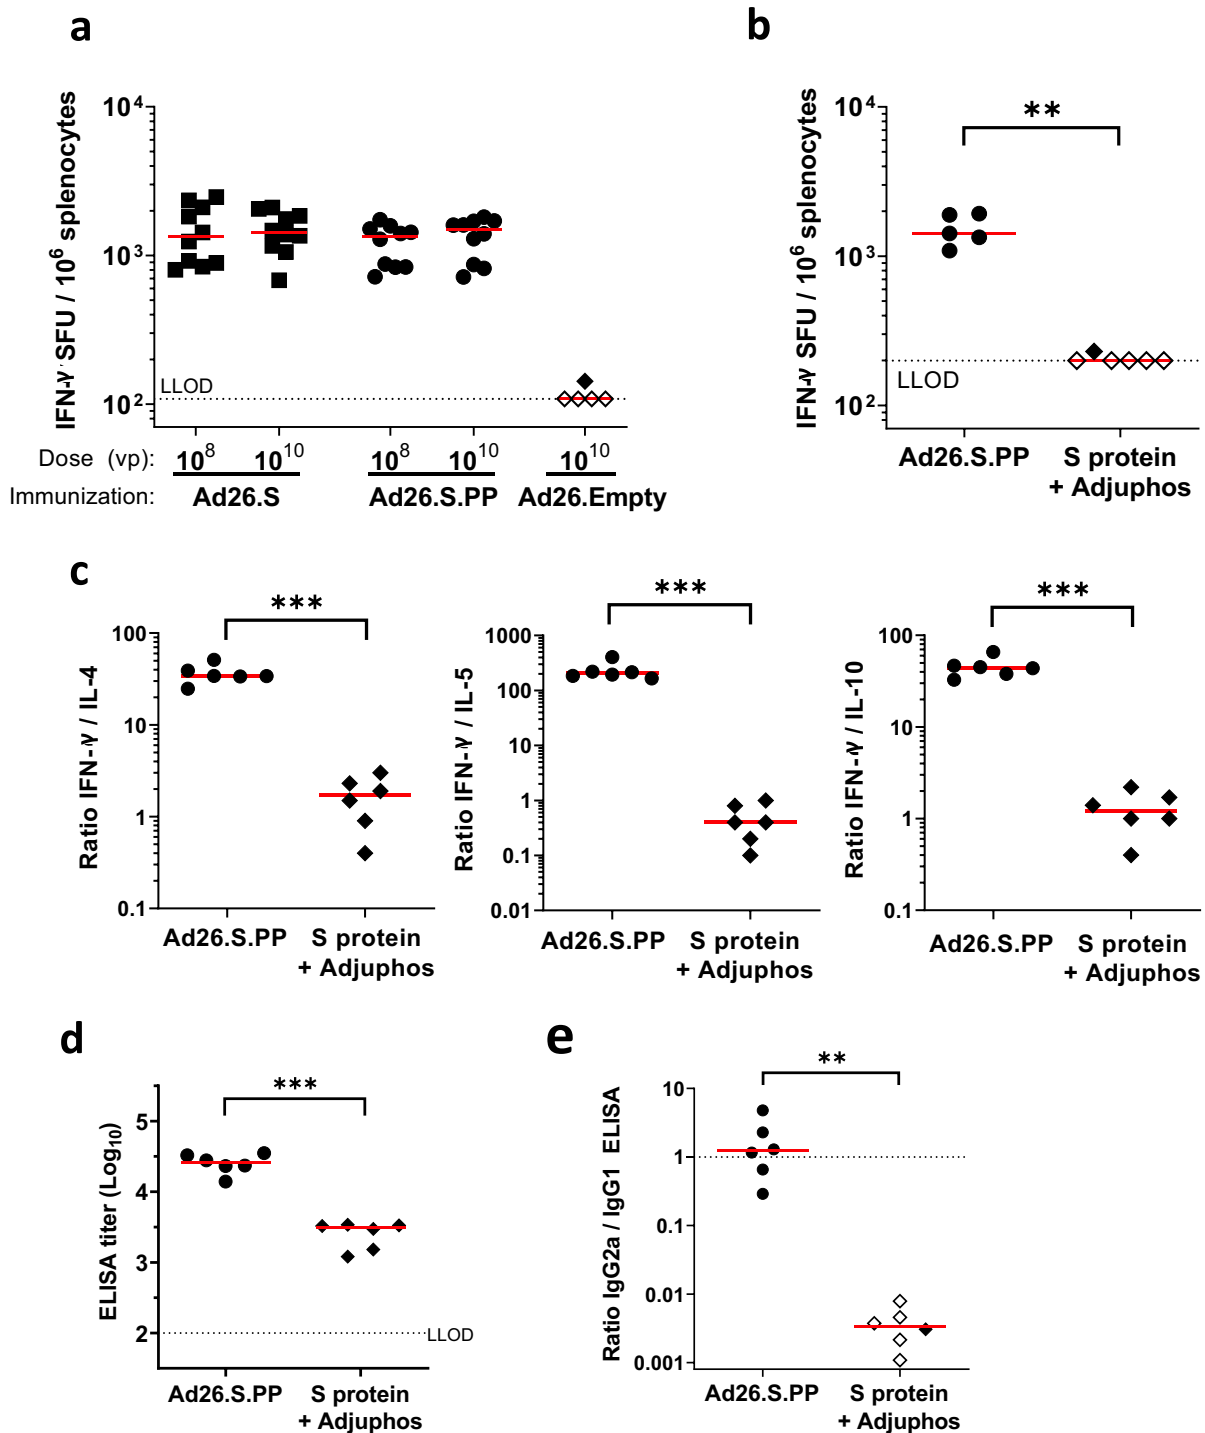 a
IFN-γ SFU / 10⁶ splenocytes
10⁴
10³
10²
LLOD
Dose (vp): 10⁸ 10¹⁰ 10⁸ 10¹⁰ 10¹⁰
Immunization: Ad26.S Ad26.S.PP Ad26.Empty
b
IFN-γ SFU / 10⁶ splenocytes
**
10⁴
10³
10²
LLOD
Ad26.S.PP S protein
+ Adjuphos
c
Ratio IFN-γ / IL-4
***
100
10
1
0.1
Ad26.S.PP S protein
+ Adjuphos
Ratio IFN-γ / IL-5
***
1000
100
10
1
0.1
0.01
Ad26.S.PP S protein
+ Adjuphos
Ratio IFN-γ / IL-10
***
100
10
1
0.1
Ad26.S.PP S protein
+ Adjuphos
d
ELISA titer (Log₁₀)
***
5
4
3
2
LLOD
Ad26.S.PP S protein
+ Adjuphos
e
Ratio IgG2a / IgG1 ELISA
**
10
1
0.1
0.01
0.001
Ad26.S.PP S protein
+ Adjuphos